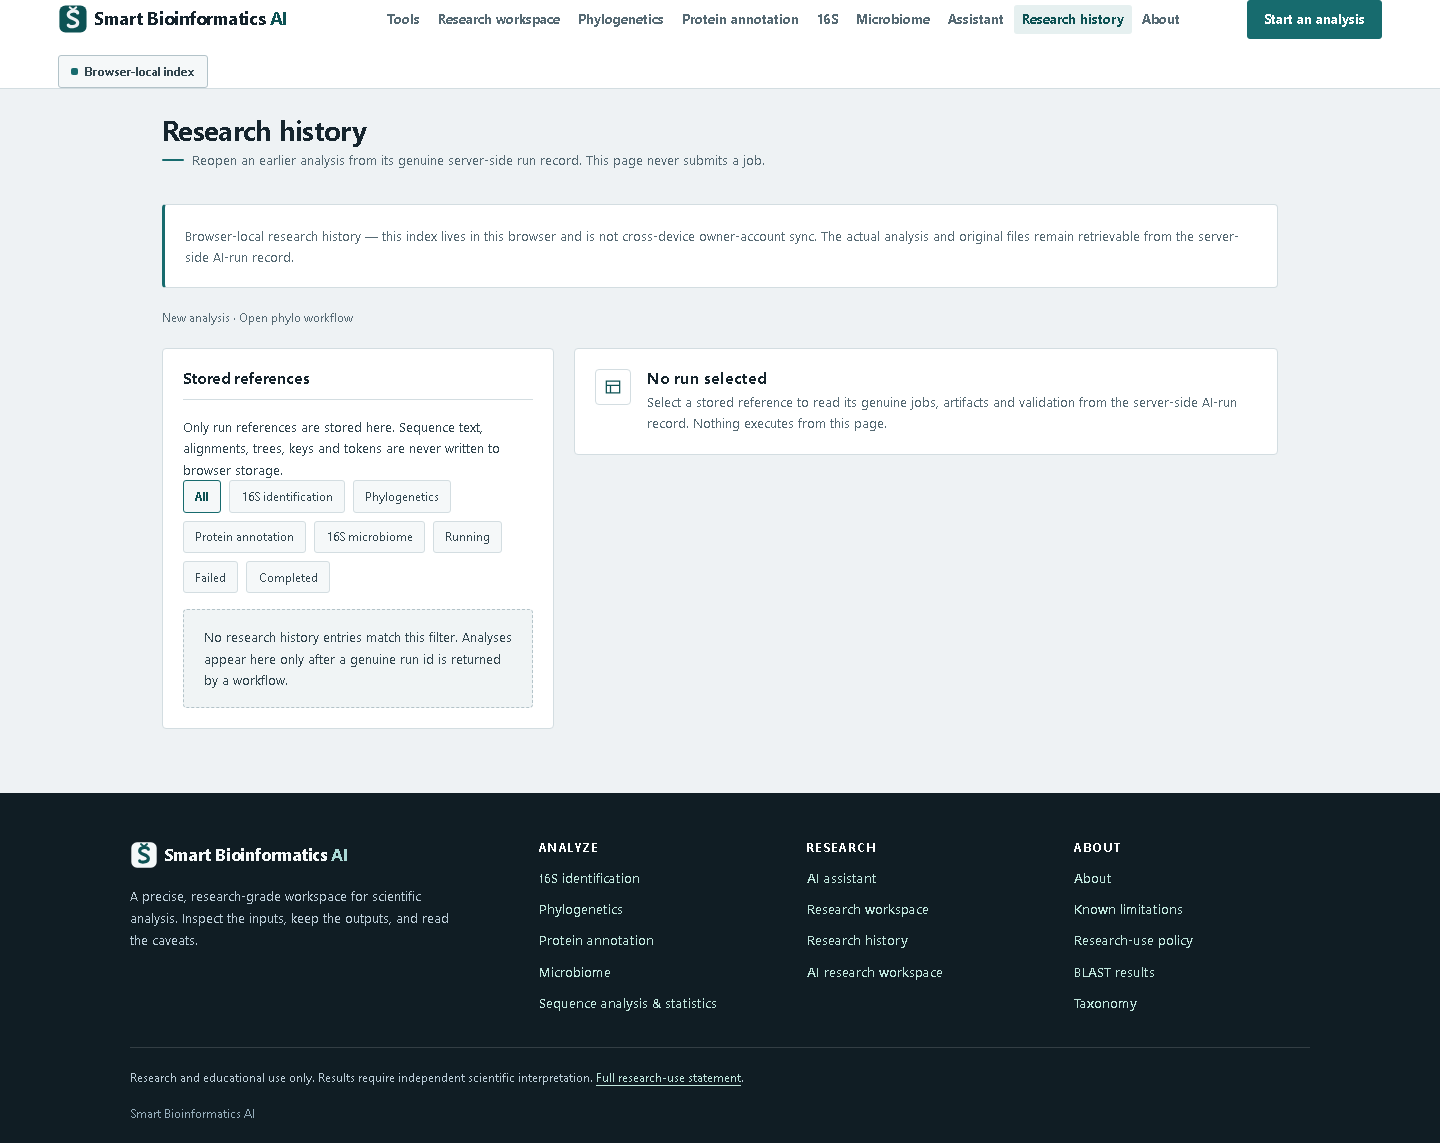 Smart Bioinformatics AI
Tools
Research workspace
Phylogenetics
Protein annotation
16S
Microbiome
Assistant
Research history
About
Start an analysis
Browser-local index
Research history
Reopen an earlier analysis from its genuine server-side run record. This page never submits a job.
Browser-local research history — this index lives in this browser and is not cross-device owner-account sync. The actual analysis and original files remain retrievable from the server-
side AI-run record.
New analysis · Open phylo workflow
Stored references
Only run references are stored here. Sequence text,
alignments, trees, keys and tokens are never written to
browser storage.
All
16S identification
Phylogenetics
Protein annotation
16S microbiome
Running
Failed
Completed
No research history entries match this filter. Analyses
appear here only after a genuine run id is returned
by a workflow.
No run selected
Select a stored reference to read its genuine jobs, artifacts and validation from the server-side AI-run
record. Nothing executes from this page.
Š Smart Bioinformatics AI
A precise, research-grade workspace for scientific
analysis. Inspect the inputs, keep the outputs, and read
the caveats.
ANALYZE
16S identification
Phylogenetics
Protein annotation
Microbiome
Sequence analysis & statistics
RESEARCH
AI assistant
Research workspace
Research history
AI research workspace
ABOUT
About
Known limitations
Research-use policy
BLAST results
Taxonomy
Research and educational use only. Results require independent scientific interpretation. Full research-use statement.
Smart Bioinformatics AI